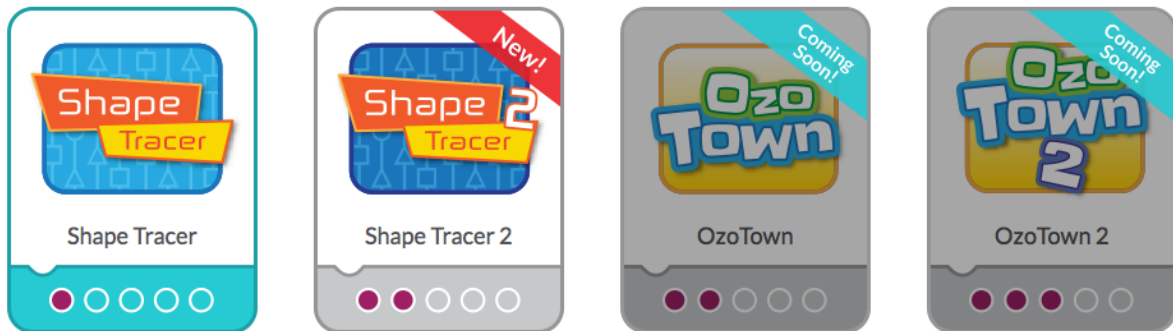 Shape
Tracer
Shape Tracer
New!
Shape
2
Tracer
Shape Tracer 2
Coming
Soon!
Ozo
Town
OzoTown
Coming
Soon!
Ozo
Town
2
OzoTown 2